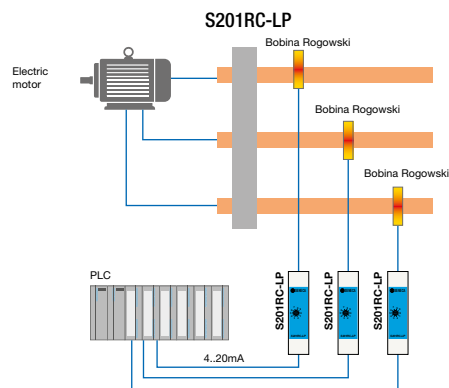 S201RC-LP
Bobina Rogowski
Electric
motor
Bobina Rogowski
Bobina Rogowski
PLC
S201RC-LP
S201RC-LP
S201RC-LP
4..20mA